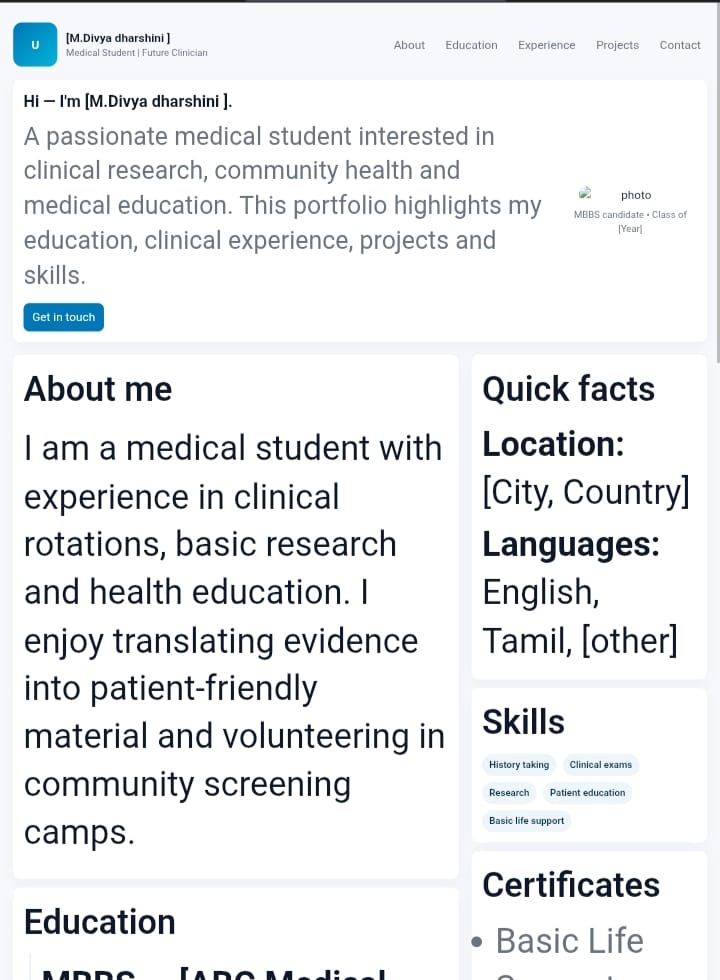 U
[M.Divya dharshini ]
Medical Student | Future Clinician
About Education Experience Projects Contact
Hi — I'm [M.Divya dharshini ].
A passionate medical student interested in
clinical research, community health and
medical education. This portfolio highlights my
education, clinical experience, projects and
skills.
Get in touch
photo
MBBS candidate • Class of
[Year]
About me
I am a medical student with
experience in clinical
rotations, basic research
and health education. I
enjoy translating evidence
into patient-friendly
material and volunteering in
community screening
camps.
Education
MBBS — [ABC Medical
Quick facts
Location:
[City, Country]
Languages:
English,
Tamil, [other]
Skills
History taking Clinical exams
Research Patient education
Basic life support
Certificates
• Basic Life